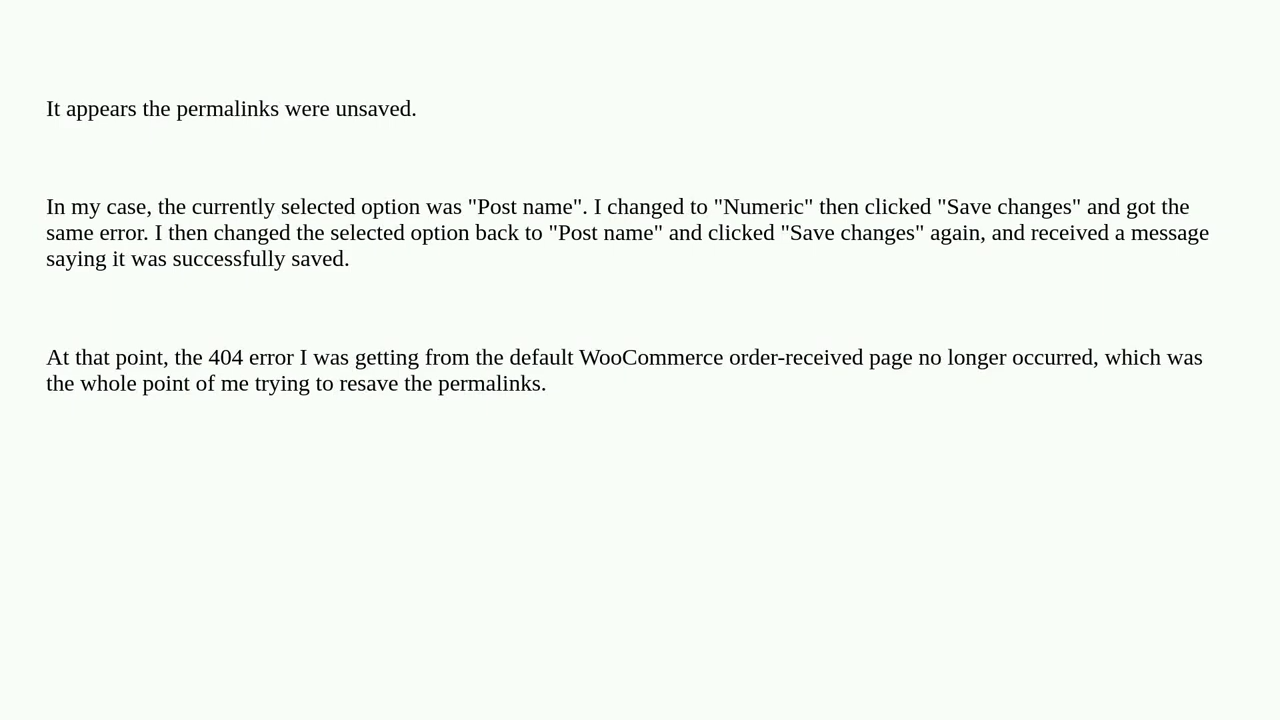 It appears the permalinks were unsaved.
In my case, the currently selected option was "Post name". I changed to "Numeric" then clicked "Save changes" and got the
same error. I then changed the selected option back to "Post name" and clicked "Save changes" again, and received a message
saying it was successfully saved.
At that point, the 404 error I was getting from the default WooCommerce order-received page no longer occurred, which was
the whole point of me trying to resave the permalinks.